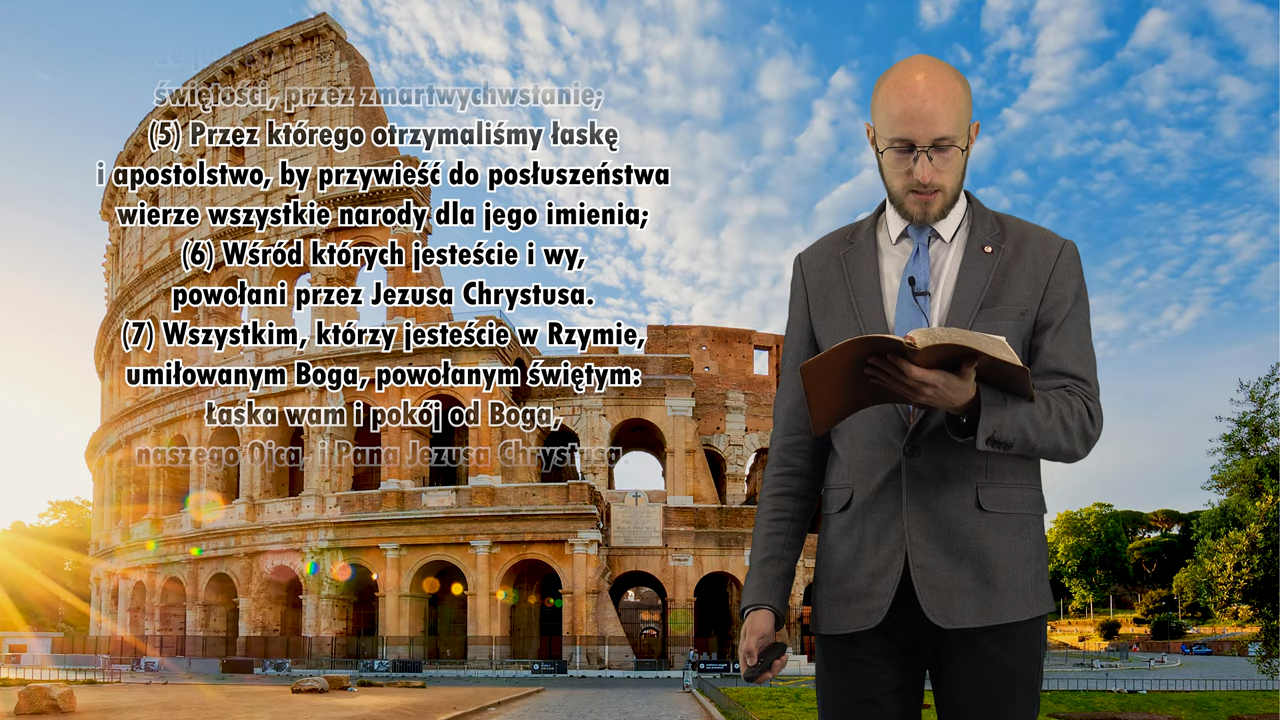 świętości, przez zmartwychwstanie;
(5) Przez którego otrzymaliśmy łaskę
i apostolstwo, by przywieść do posłuszeństwa
wierze wszystkie narody dla jego imienia;
(6) Wśród których jesteście i wy,
powołani przez Jezusa Chrystusa.
(7) Wszystkim, którzy jesteście w Rzymie,
umiłowanym Boga, powołanym świętym:
Łaska wam i pokój od Boga,
naszego Ojca, i Pana Jezusa Chrystusa.